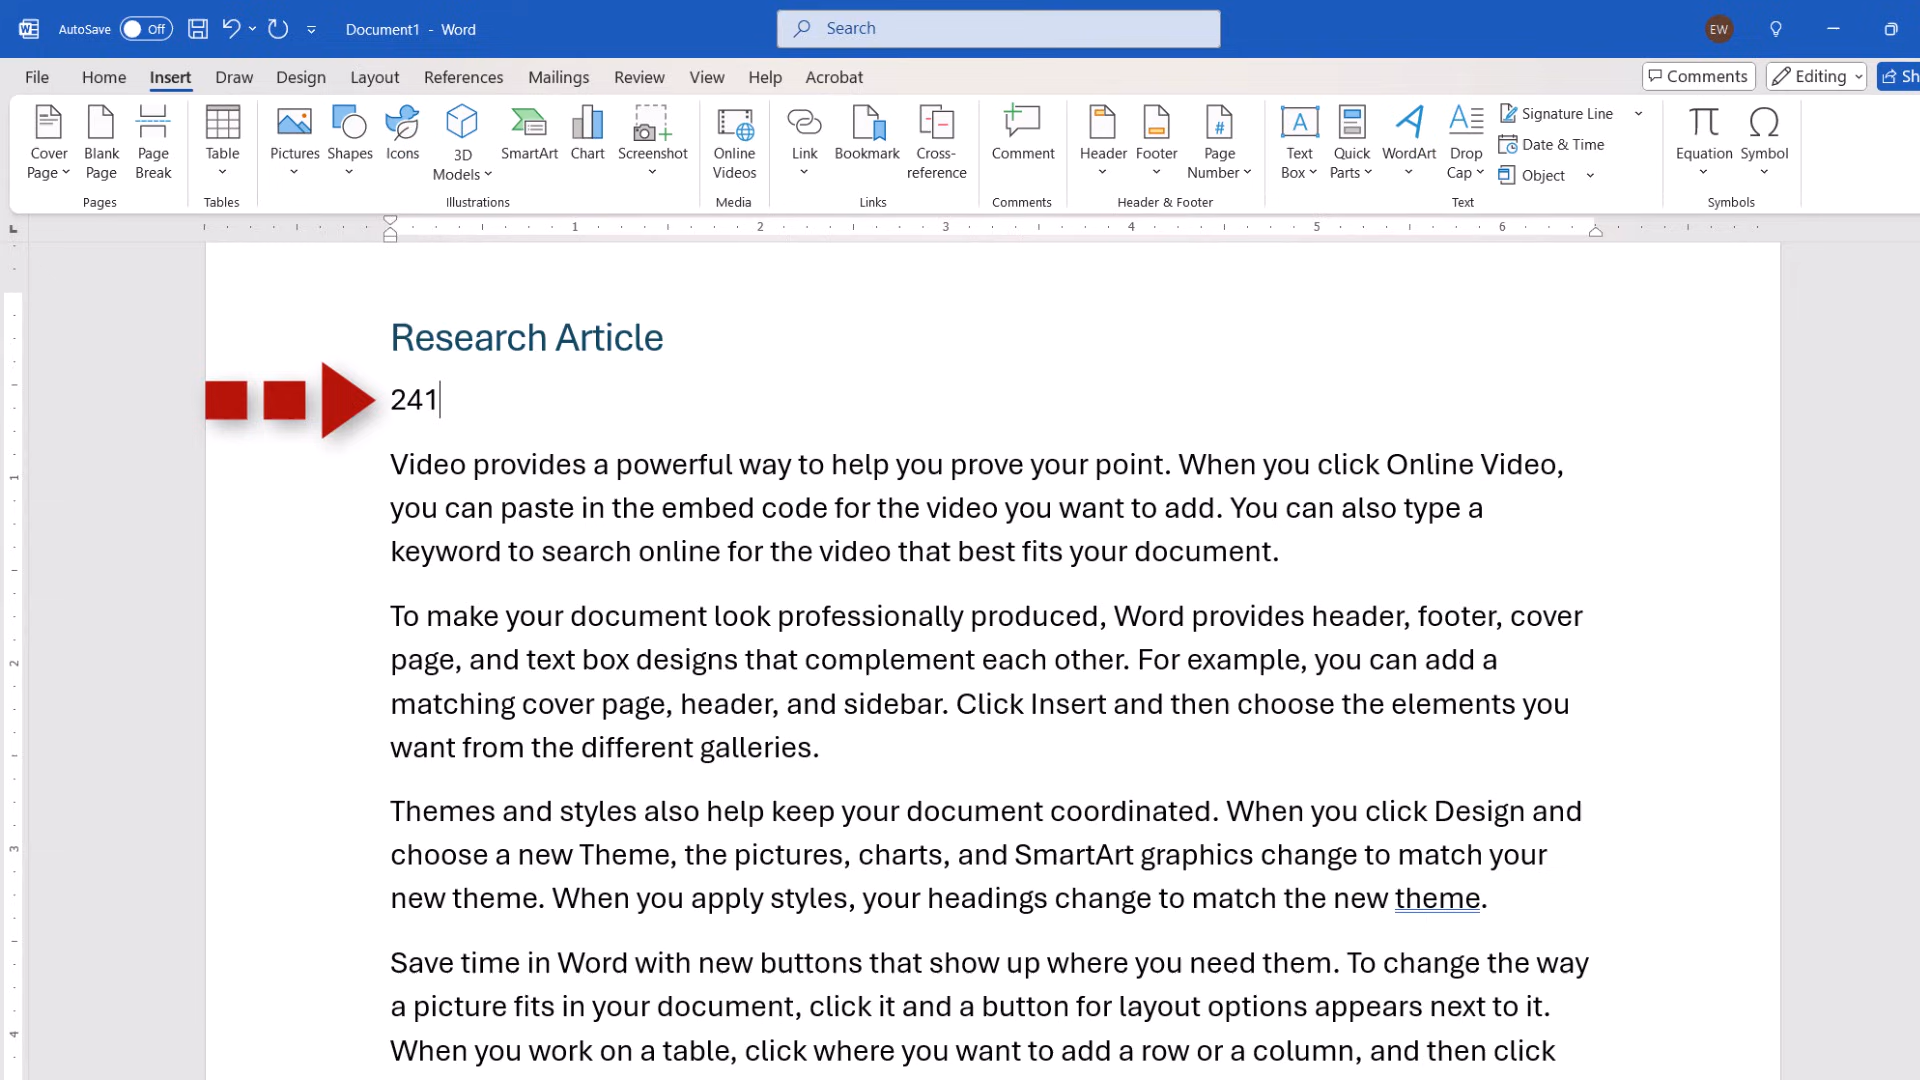 AutoSave Off Document1 - Word Search EW
File Home Insert Draw Design Layout References Mailings Review View Help Acrobat Comments Editing Sh
Cover Page Blank Page Page Break Table Pictures Shapes Icons 3D Models SmartArt Chart Screenshot Online Videos Link Bookmark Cross-reference Comment Header Footer Page Number Text Box Quick Parts WordArt Drop Cap Signature Line Date & Time Object Equation Symbol
Pages Tables Illustrations Media Links Comments Header & Footer Text Symbols
1 2 3 4 5 6
Research Article
241
Video provides a powerful way to help you prove your point. When you click Online Video,
you can paste in the embed code for the video you want to add. You can also type a
keyword to search online for the video that best fits your document.
To make your document look professionally produced, Word provides header, footer, cover
page, and text box designs that complement each other. For example, you can add a
matching cover page, header, and sidebar. Click Insert and then choose the elements you
want from the different galleries.
Themes and styles also help keep your document coordinated. When you click Design and
choose a new Theme, the pictures, charts, and SmartArt graphics change to match your
new theme. When you apply styles, your headings change to match the new theme.
Save time in Word with new buttons that show up where you need them. To change the way
a picture fits in your document, click it and a button for layout options appears next to it.
When you work on a table, click where you want to add a row or a column, and then click
1
2
3
4